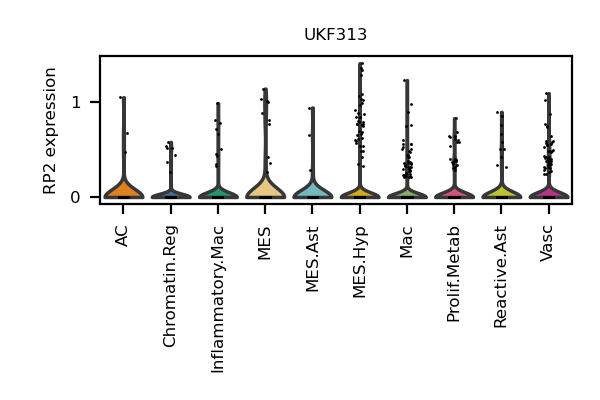 UKF313
RP2 expression
1
0
AC
Chromatin.Reg
Inflammatory.Mac
MES
MES.Ast
MES.Hyp
Mac
Prolif.Metab
Reactive.Ast
Vasc